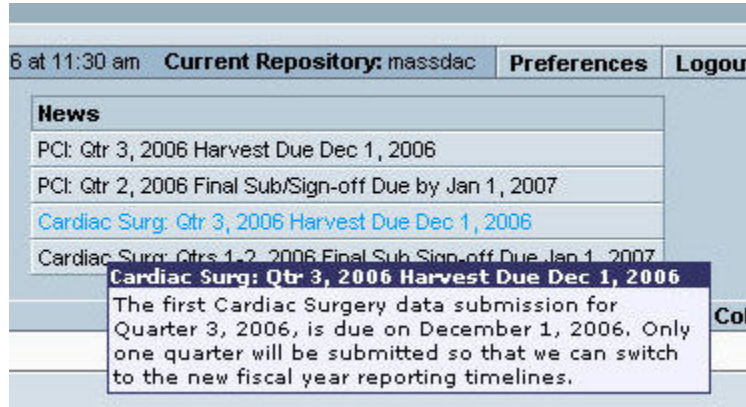 6 at 11:30 am Current Repository: massdac Preferences Logou
News
PCI: Qtr 3, 2006 Harvest Due Dec 1, 2006
PCI: Qtr 2, 2006 Final Sub/Sign-off Due by Jan 1, 2007
Cardiac Surg: Qtr 3, 2006 Harvest Due Dec 1, 2006
Cardiac Surg: Qtrs 1-2, 2006 Final Sub Sign-off Due Jan 1, 2007
Cardiac Surg: Qtr 3, 2006 Harvest Due Dec 1, 2006
The first Cardiac Surgery data submission for
Quarter 3, 2006, is due on December 1, 2006. Only
one quarter will be submitted so that we can switch
to the new fiscal year reporting timelines.
Col